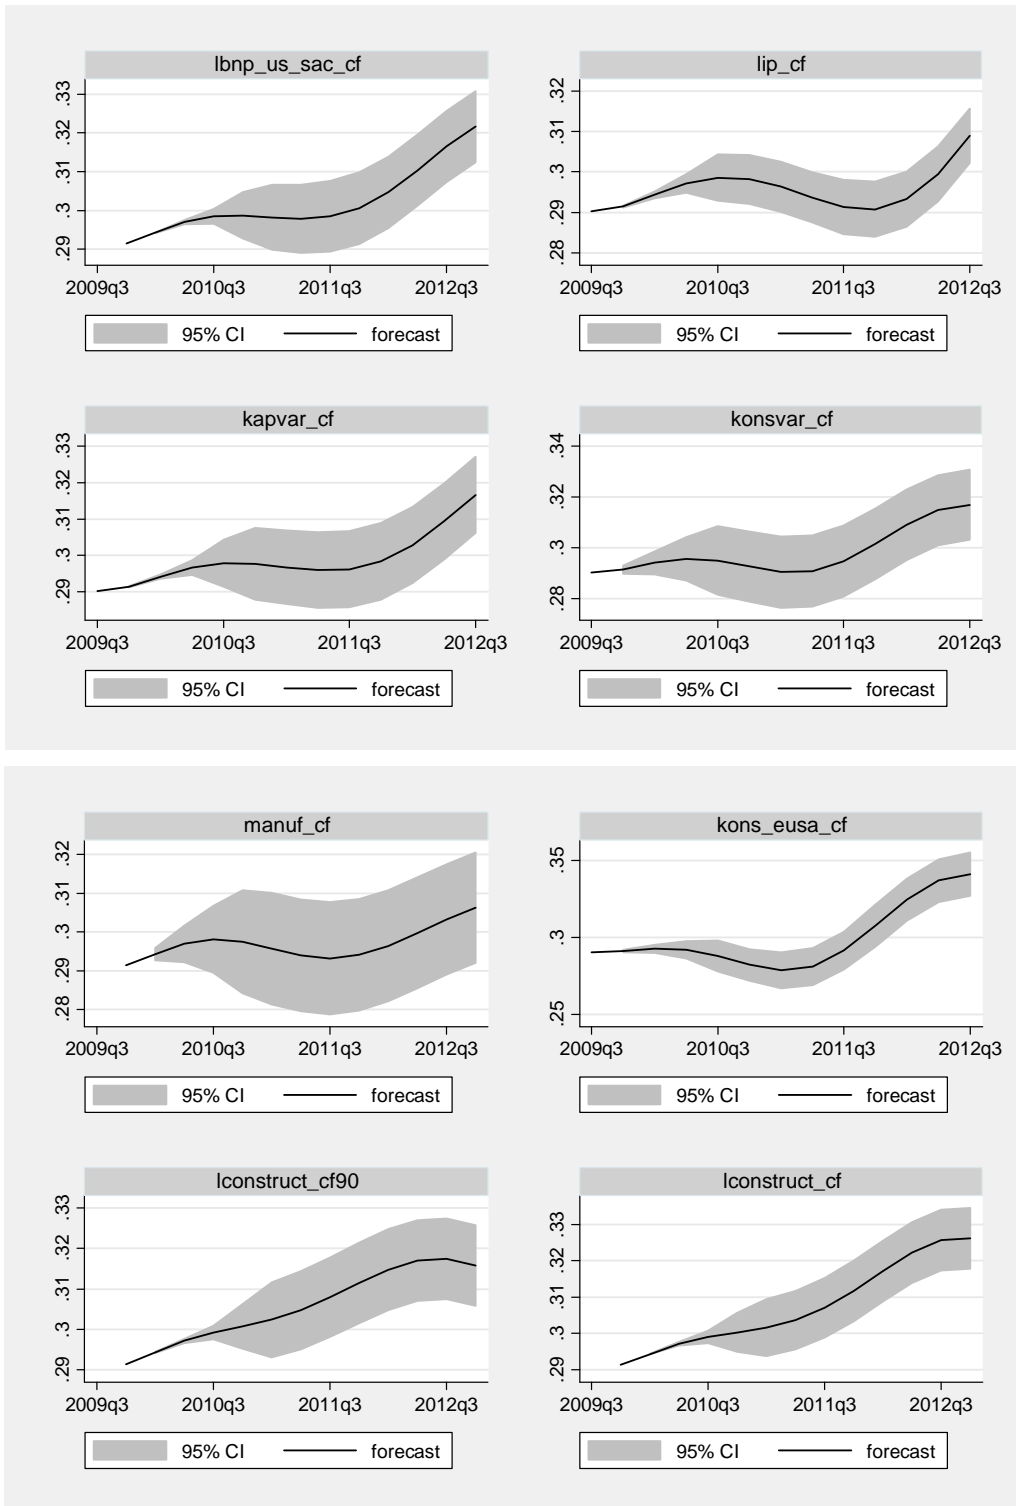 lbnp_us_sac_cf
.33
.32
.31
.3
.29
2009q3 2010q3 2011q3 2012q3
95% CI forecast
lip_cf
.32
.31
.3
.29
.28
2009q3 2010q3 2011q3 2012q3
95% CI forecast
kapvar_cf
.33
.32
.31
.3
.29
2009q3 2010q3 2011q3 2012q3
95% CI forecast
konsvar_cf
.34
.32
.3
.28
2009q3 2010q3 2011q3 2012q3
95% CI forecast
manuf_cf
.32
.31
.3
.29
.28
2009q3 2010q3 2011q3 2012q3
95% CI forecast
kons_eusa_cf
.35
.3
.25
2009q3 2010q3 2011q3 2012q3
95% CI forecast
lconstruct_cf90
.33
.32
.31
.3
.29
2009q3 2010q3 2011q3 2012q3
95% CI forecast
lconstruct_cf
.33
.32
.31
.3
.29
2009q3 2010q3 2011q3 2012q3
95% CI forecast